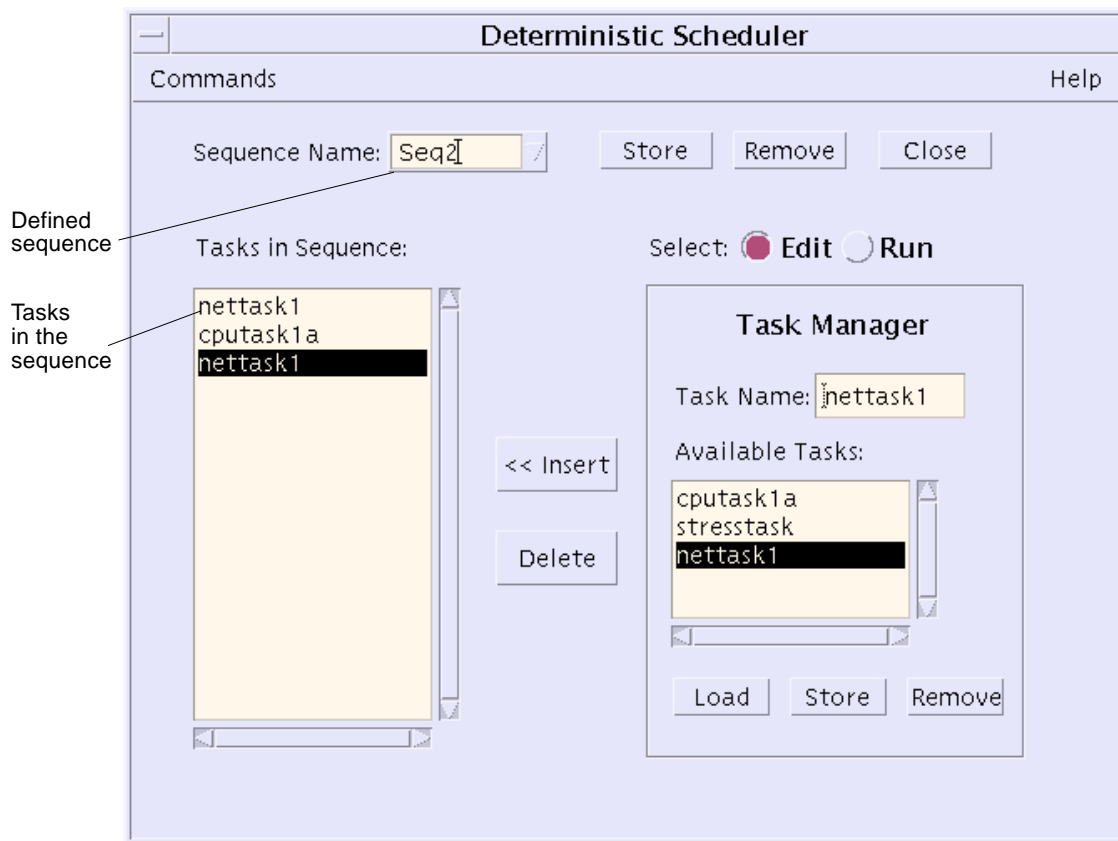 Deterministic Scheduler
Commands Help
Sequence Name: Seq2 Store Remove Close
Defined
sequence
Tasks in Sequence: Select: Edit Run
Tasks
in the
sequence
nettask1
cputask1a
nettask1
Task Manager
Task Name: nettask1
<< Insert
Delete
Available Tasks:
cputask1a
stresstask
nettask1
Load Store Remove